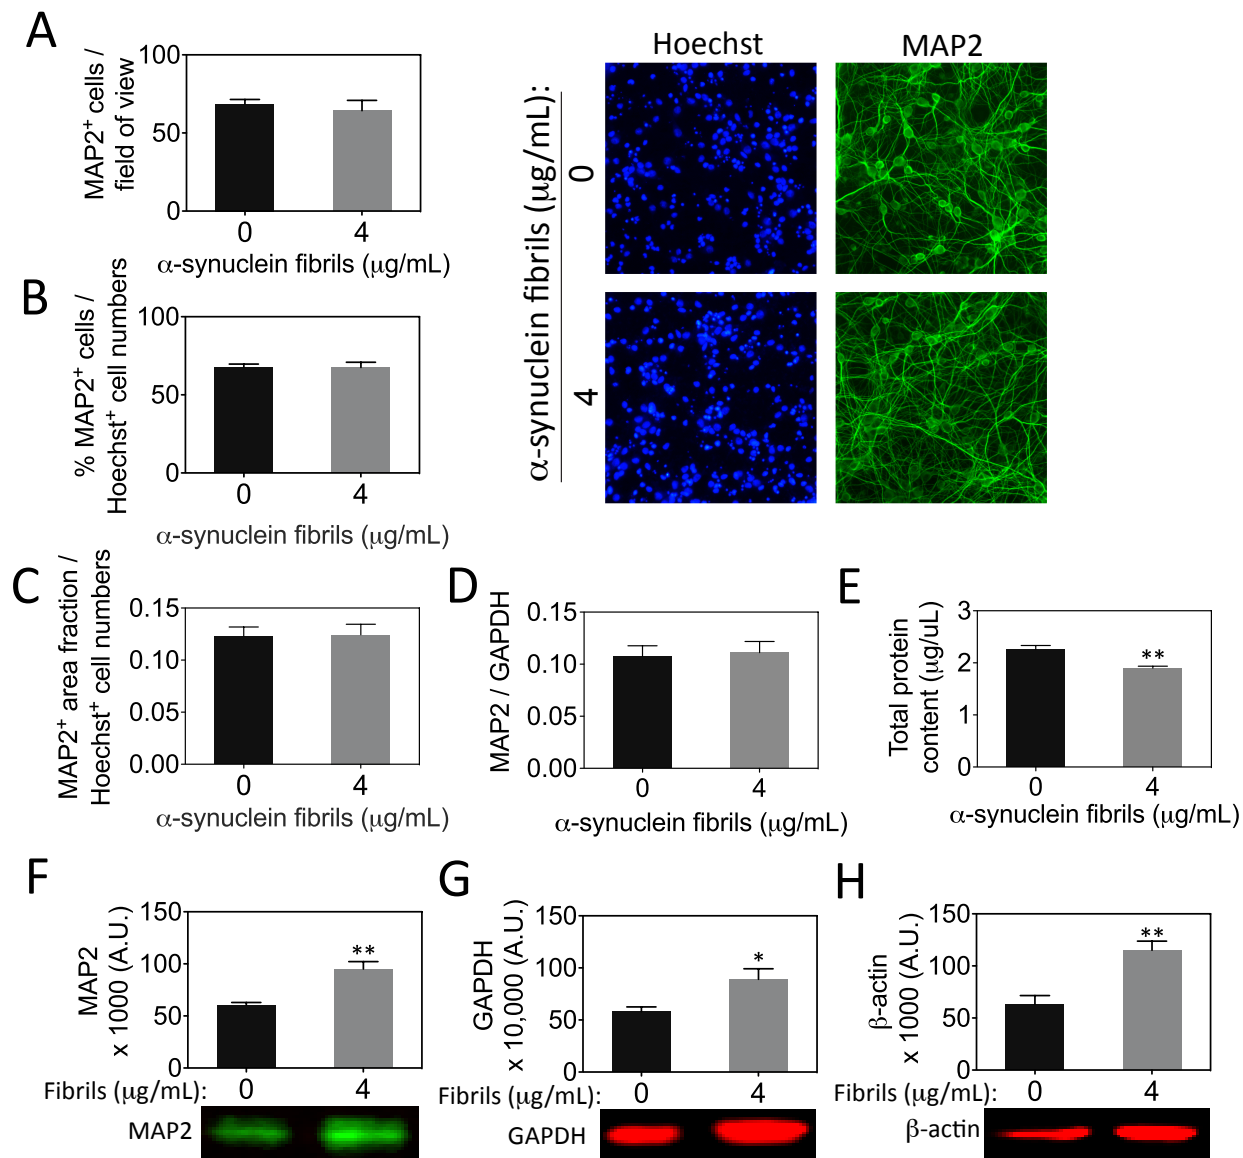 A
MAP2⁺ cells /
field of view
100
50
0
0
4
α-synuclein fibrils (μg/mL)
Hoechst
MAP2
α-synuclein fibrils (μg/mL):
0
4
B
% MAP2⁺ cells /
Hoechst⁺ cell numbers
100
50
0
0
4
α-synuclein fibrils (μg/mL)
C
MAP2⁺ area fraction /
Hoechst⁺ cell numbers
0.15
0.10
0.05
0.00
0
4
α-synuclein fibrils (μg/mL)
D
MAP2 / GAPDH
0.15
0.10
0.05
0.00
0
4
α-synuclein fibrils (μg/mL)
E
Total protein
content (μg/uL)
3
2
1
0
**
0
4
α-synuclein fibrils (μg/mL)
F
MAP2
x 1000 (A.U.)
150
100
50
0
**
Fibrils (μg/mL):
0
4
MAP2
G
GAPDH
x 10,000 (A.U.)
150
100
50
0
*
Fibrils (μg/mL):
0
4
GAPDH
H
β-actin
x 1000 (A.U.)
150
100
50
0
**
Fibrils (μg/mL):
0
4
β-actin